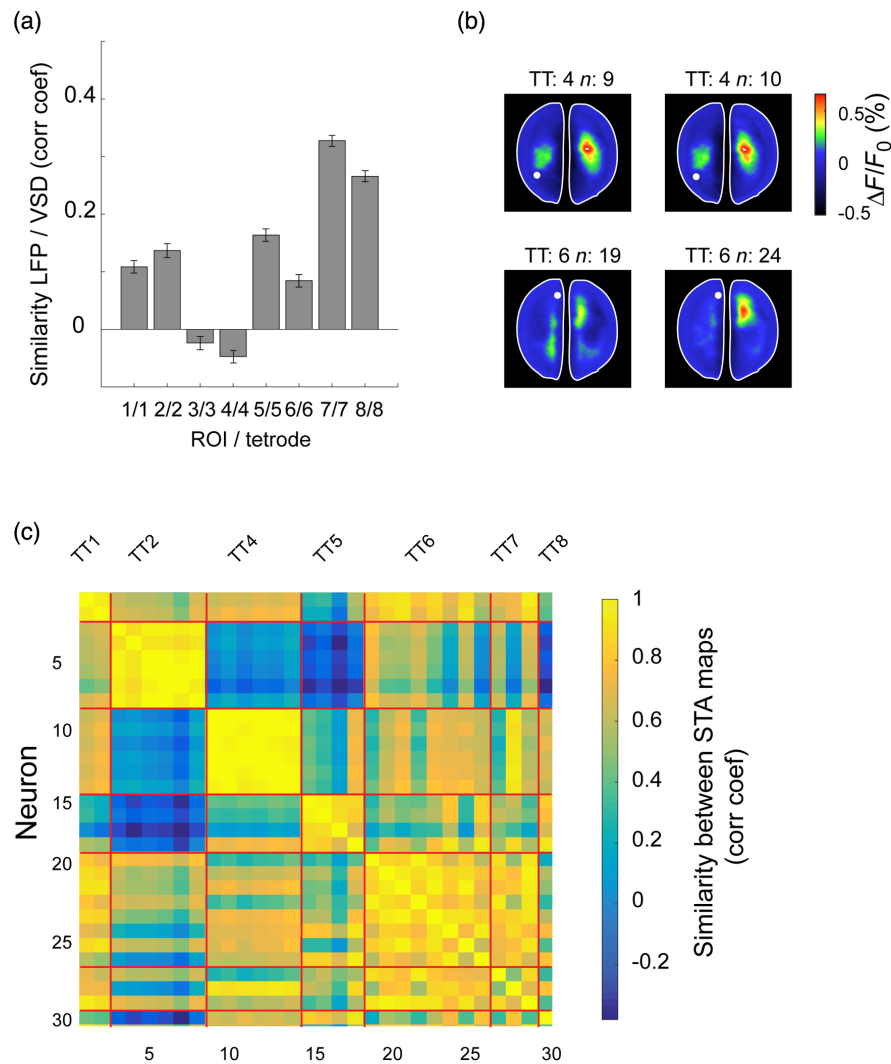 (a)
Similarity LFP / VSD (corr coef)
0.4
0.2
0
1/1 2/2 3/3 4/4 5/5 6/6 7/7 8/8
ROI / tetrode
(b)
TT: 4 n: 9
TT: 4 n: 10
TT: 6 n: 19
TT: 6 n: 24
0.5
0
-0.5
ΔF/F0 (%)
(c)
TT1 TT2 TT4 TT5 TT6 TT7 TT8
Neuron
5
10
15
20
25
30
5 10 15 20 25 30
1
0.8
0.6
0.4
0.2
0
-0.2
Similarity between STA maps
(corr coef)